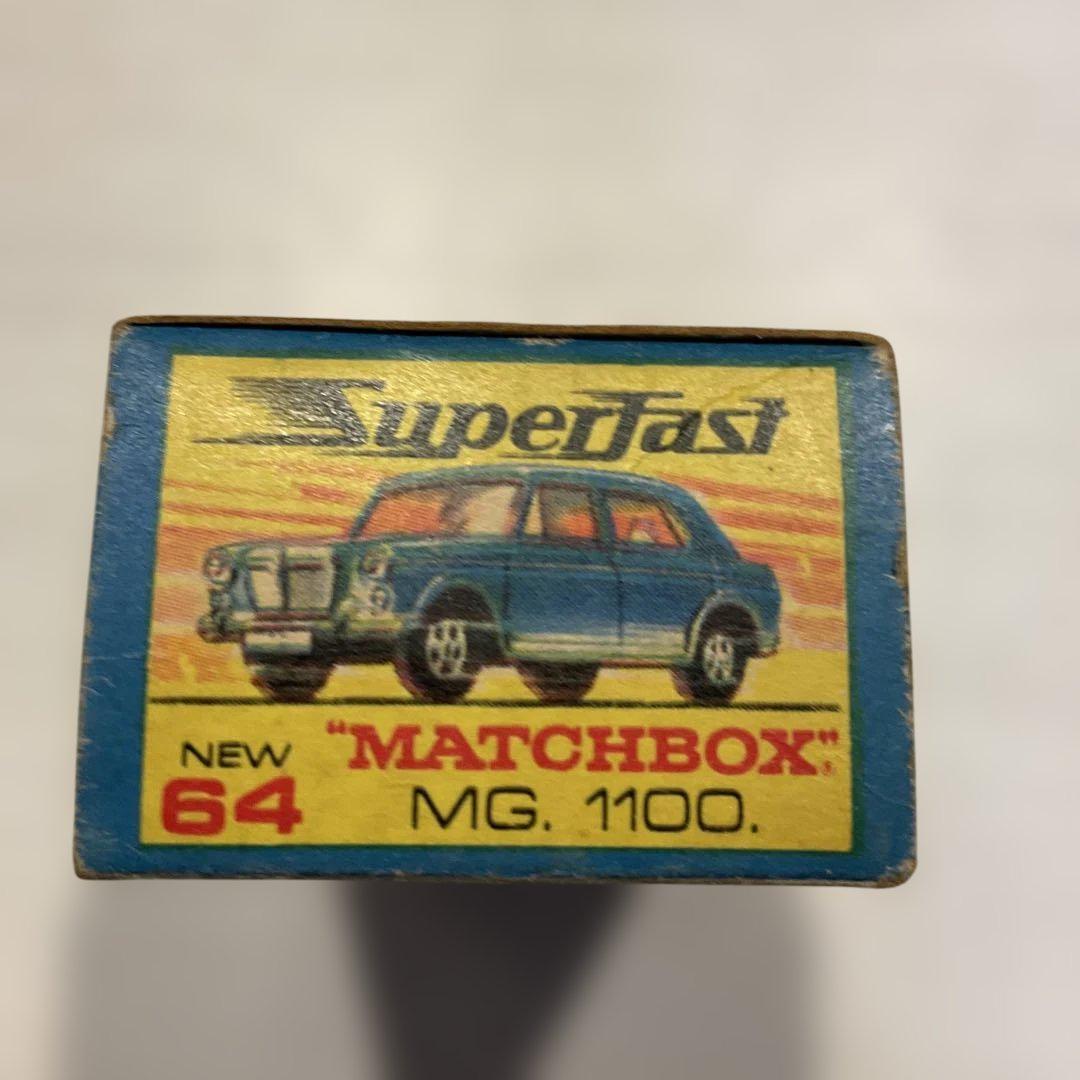 Superfast
NEW "MATCHBOX"
64 MG. 1100.